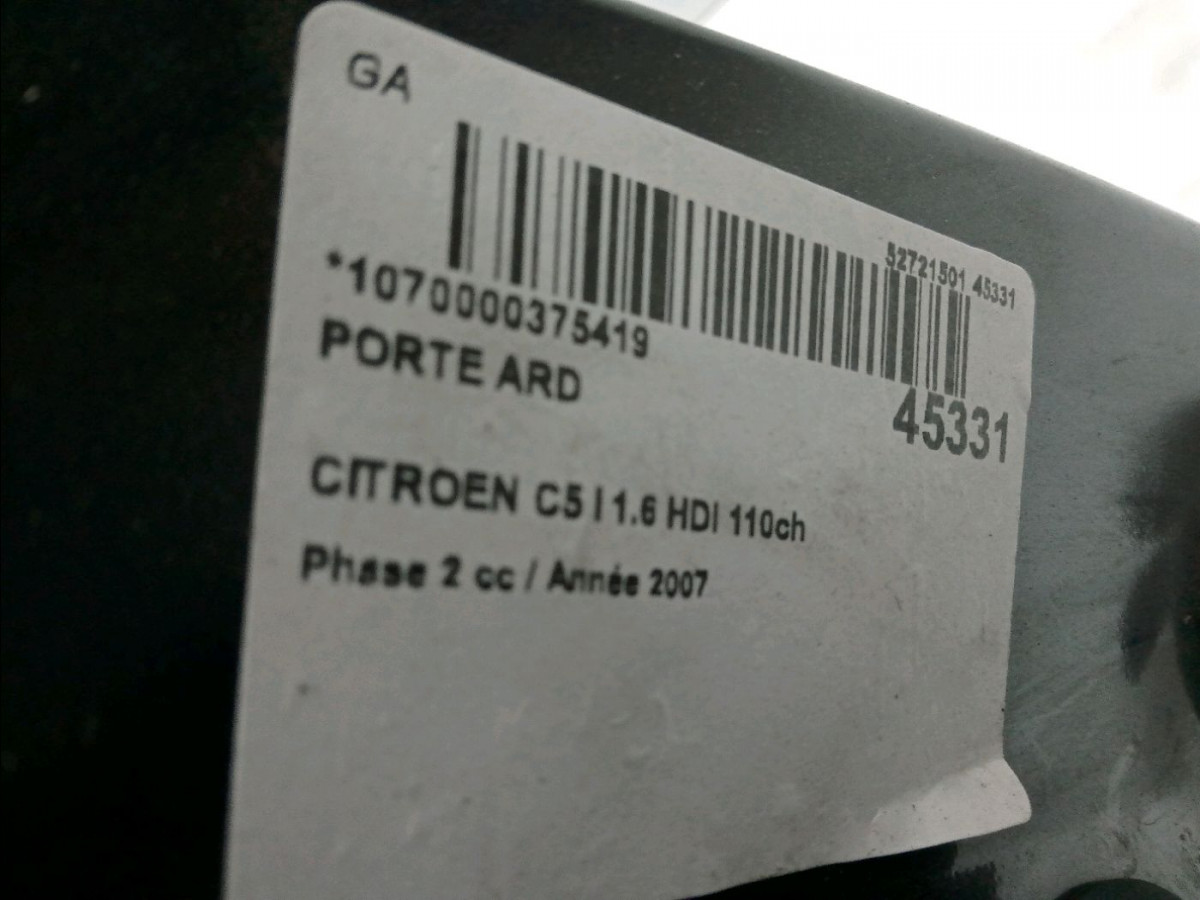 GA
52721501 45331
*1070000375419
PORTE ARD
45331
CITROEN C5 I 1.6 HDI 110ch
Phase 2 cc / Année 2007